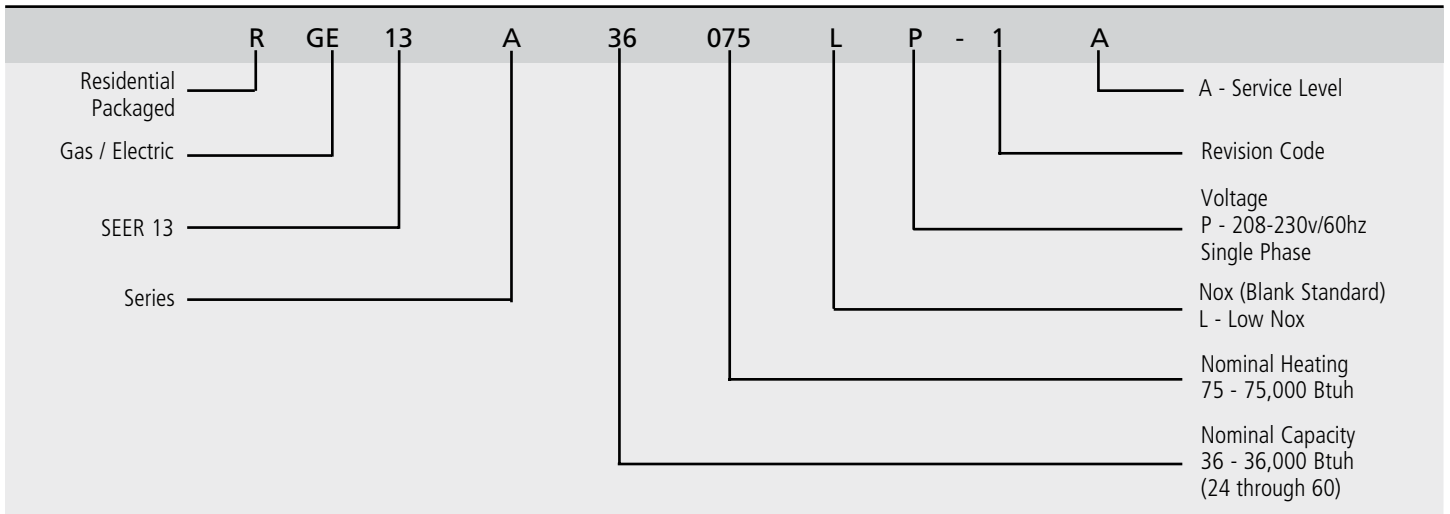 R GE 13 A 36 075 L P - 1 A
Residential
Packaged
Gas / Electric
SEER 13
Series
A - Service Level
Revision Code
Voltage
P - 208-230v/60hz
Single Phase
Nox (Blank Standard)
L - Low Nox
Nominal Heating
75 - 75,000 Btuh
Nominal Capacity
36 - 36,000 Btuh
(24 through 60)